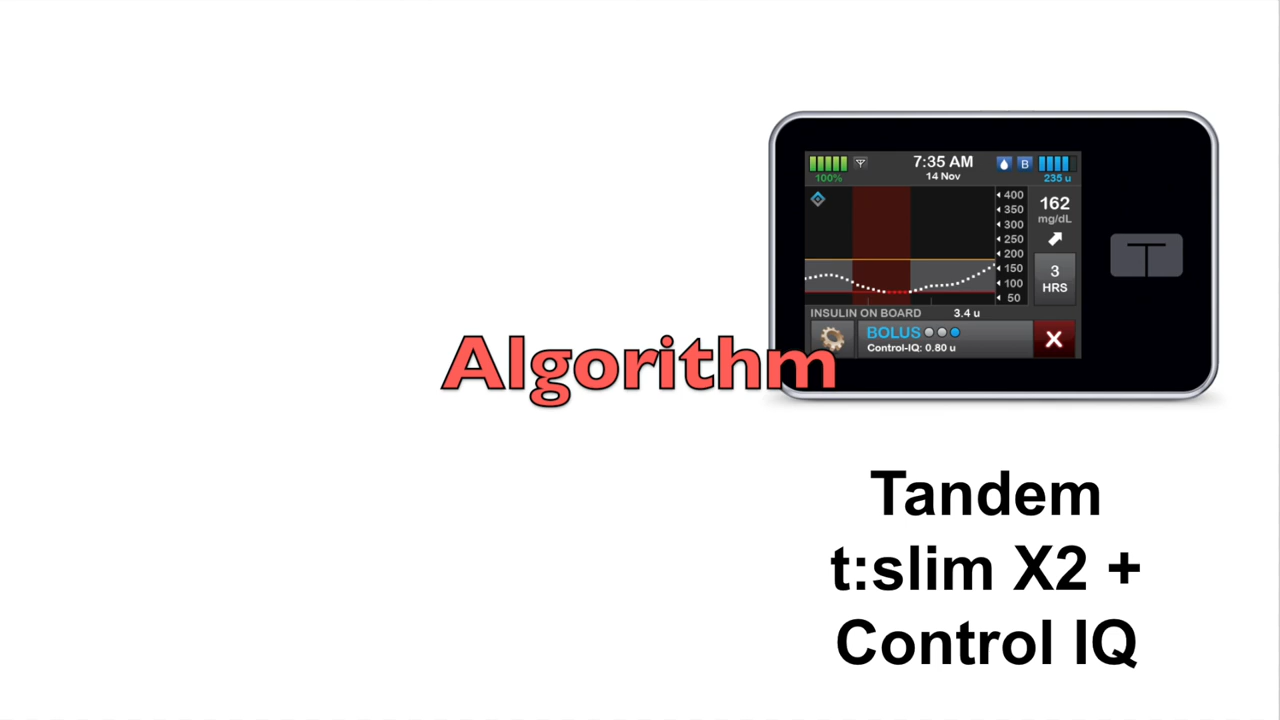 7:35 AM
14 Nov
100%
B
235 u
400
350
300
250
200
150
100
50
162
mg/dL
3
HRS
INSULIN ON BOARD 3.4 u
BOLUS
Control-IQ: 0.80 u
X
T
Algorithm
Tandem
t:slim X2 +
Control IQ